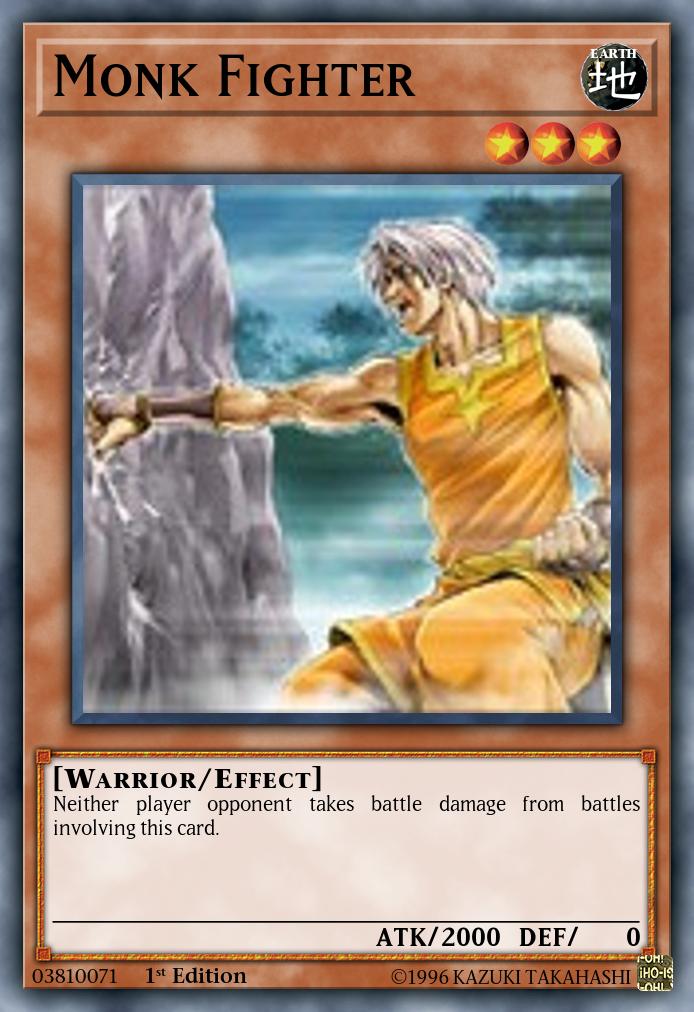 MONK FIGHTER
EARTH
地
[WARRIOR/EFFECT]
Neither player opponent takes battle damage from battles
involving this card.
ATK/2000 DEF/ 0
03810071 1st Edition ©1996 KAZUKI TAKAHASHI